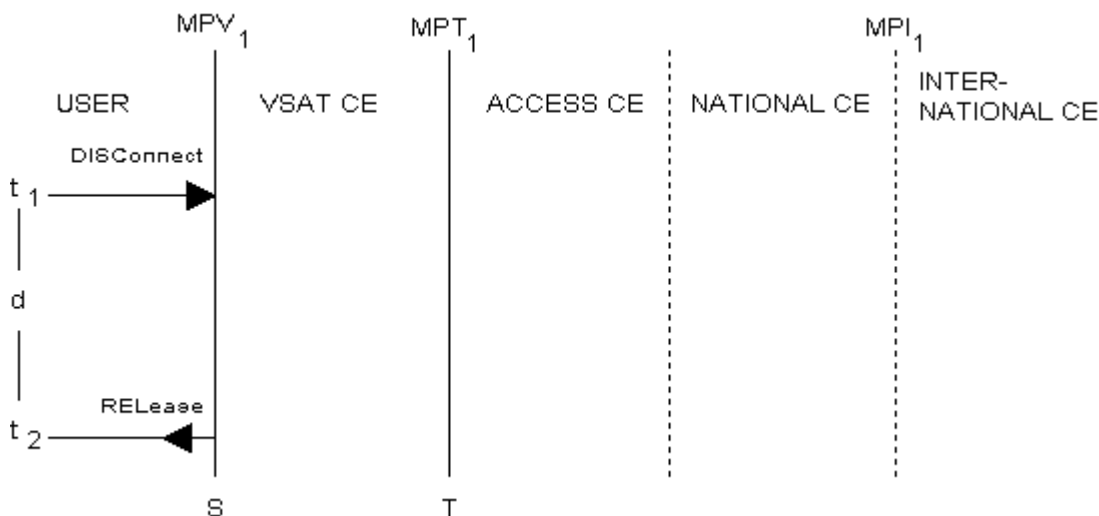 MPV1
MPT1
MPI1
USER
VSAT CE
ACCESS CE
NATIONAL CE
INTER-
NATIONAL CE
DISConnect
t1
d
RELease
t2
S
T